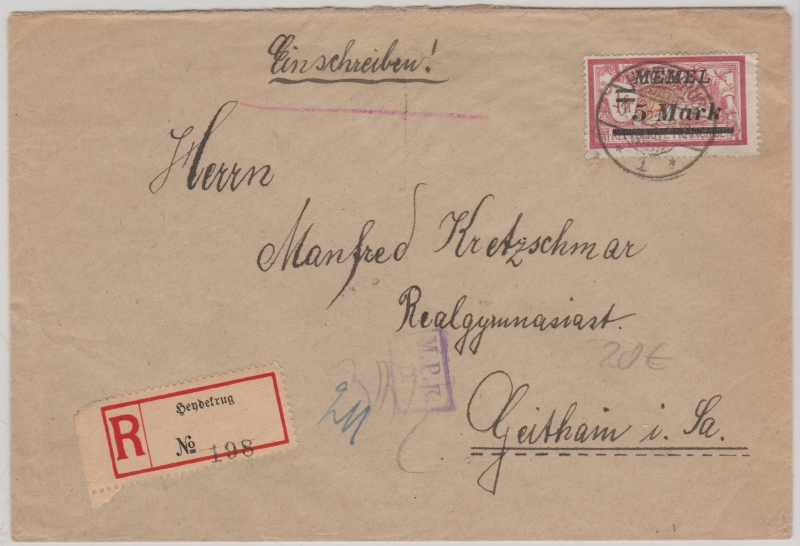 Einschreiben!
MEMEL
5 Mark
Herrn
Manfred Kretzschmar
Realgymnasiast.
Geithain i. Sa.
M.P.K.
20€
R
Heydekrug
No 198